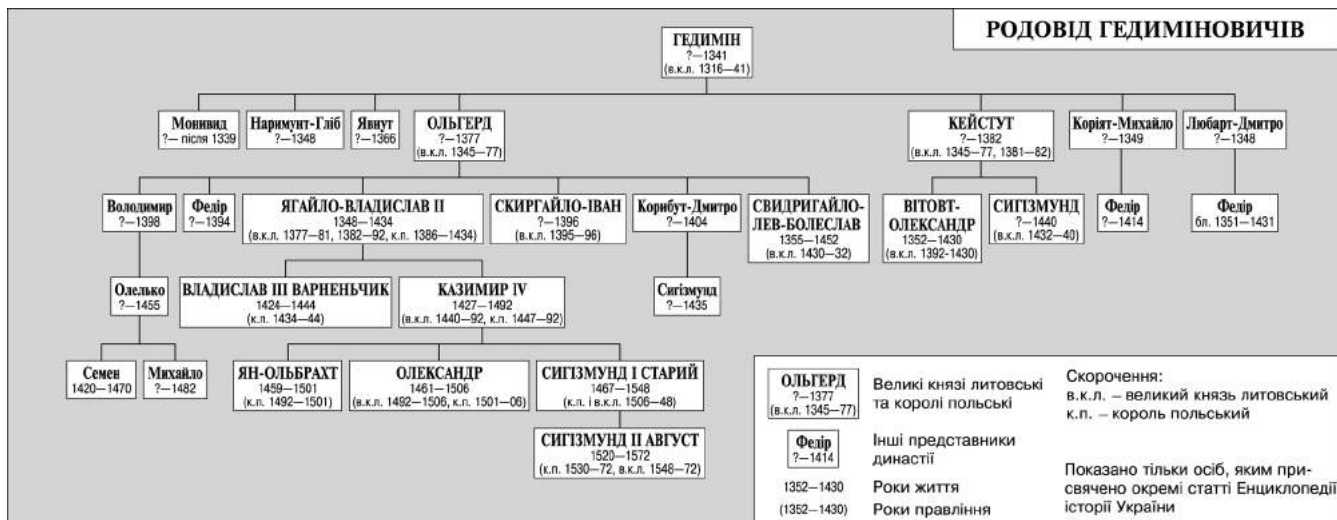 РОДОВІД ГЕДИМІНОВИЧІВ
ГЕДИМІН
?—1341
(в.к.л. 1316—41)
Монивид
?— після 1339
Наримунт-Гліб
?—1348
Явнут
?—1366
ОЛЬГЕРД
?—1377
(в.к.л. 1345—77)
КЕЙСТУТ
?—1382
(в.к.л. 1345—77, 1381—82)
Коріят-Михайло
?—1349
Любарт-Дмитро
?—1348
Володимир
?—1398
Федір
?—1394
ЯГАЙЛО-ВЛАДИСЛАВ II
1348—1434
(в.к.л. 1377—81, 1382—92, к.п. 1386—1434)
СКИРГАЙЛО-ІВАН
?—1396
(в.к.л. 1395—96)
Корибут-Дмитро
?—1404
СВИДРИГАЙЛО-
ЛЕВ-БОЛЕСЛАВ
1355—1452
(в.к.л. 1430—32)
ВІТОВТ-
ОЛЕКСАНДР
1352—1430
(в.к.л. 1392-1430)
СИГІЗМУНД
?—1440
(в.к.л. 1432—40)
Федір
?—1414
Федір
бл. 1351—1431
Олелько
?—1455
ВЛАДИСЛАВ III ВАРНЕНЬЧИК
1424—1444
(к.п. 1434—44)
КАЗИМИР IV
1427—1492
(в.к.л. 1440—92, к.п. 1447—92)
Сигізмунд
?—1435
Семен
1420—1470
Михайло
?—1482
ЯН-ОЛЬБРАХТ
1459—1501
(к.п. 1492—1501)
ОЛЕКСАНДР
1461—1506
(в.к.л. 1492—1506, к.п. 1501—06)
СИГІЗМУНД I СТАРИЙ
1467—1548
(к.п. і в.к.л. 1506—48)
СИГІЗМУНД II АВГУСТ
1520—1572
(к.п. 1530—72, в.к.л. 1548—72)
ОЛЬГЕРД
?—1377
(в.к.л. 1345—77)
Великі князі литовські
та королі польські
Федір
?—1414
Інші представники
династії
1352—1430 Роки життя
(1352—1430) Роки правління
Скорочення:
в.к.л. – великий князь литовський
к.п. – король польський
Показано тільки осіб, яким при-
свячено окремі статті Енциклопедії
історії України